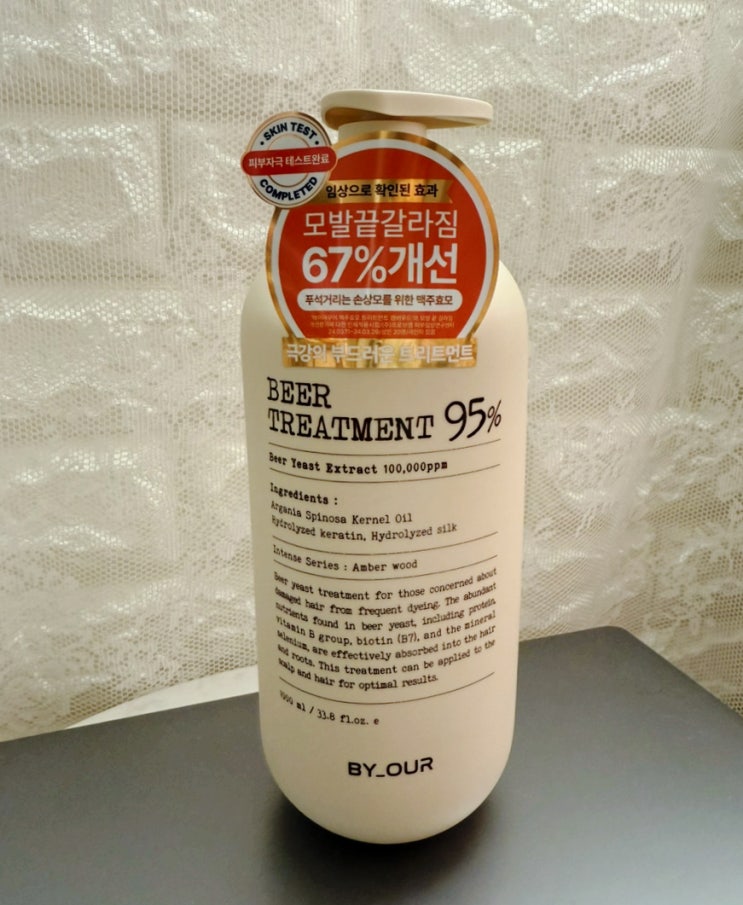 SKIN TEST
피부자극 테스트완료
COMPLETED
임상으로 확인된 효과
모발끝갈라짐
67%개선
푸석거리는 손상모를 위한 맥주효모
극강의 부드러운 트리트먼트
BEER
TREATMENT 95%
Beer Yeast Extract 100,000ppm
Ingredients :
Argania Spinosa Kernel Oil
Hydrolyzed keratin, Hydrolyzed silk
Intense Series : Amber wood
Beer yeast treatment for those concerned about
damaged hair from frequent dyeing. The abundant
nutrients found in beer yeast, including protein,
vitamin B group, biotin (B7), and the mineral
selenium, are effectively absorbed into the hair
and roots. This treatment can be applied to the
scalp and hair for optimal results.
1000 ml / 33.8 fl.oz. e
BY_OUR